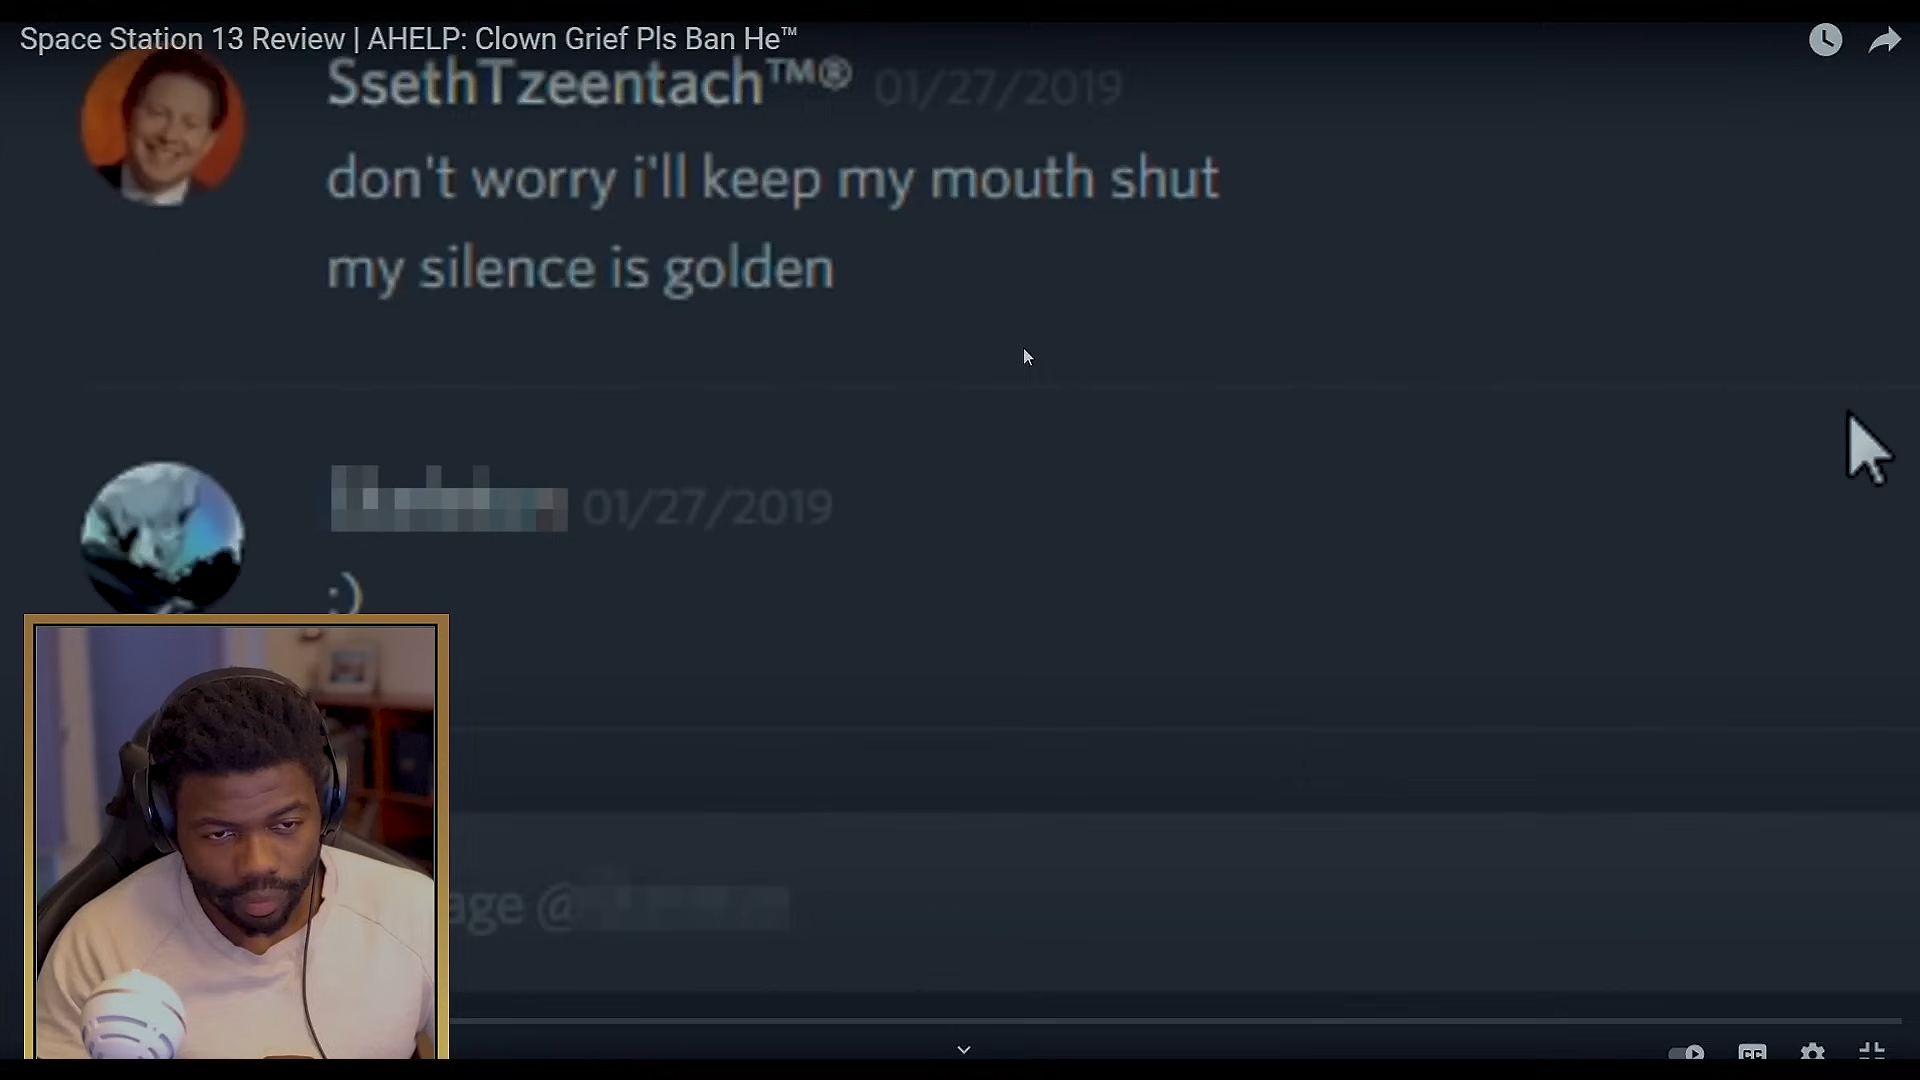 Space Station 13 Review | AHELP: Clown Grief Pls Ban He™
SsethTzeentach™® 01/27/2019
don't worry i'll keep my mouth shut
my silence is golden
01/27/2019
:)
age @
CC